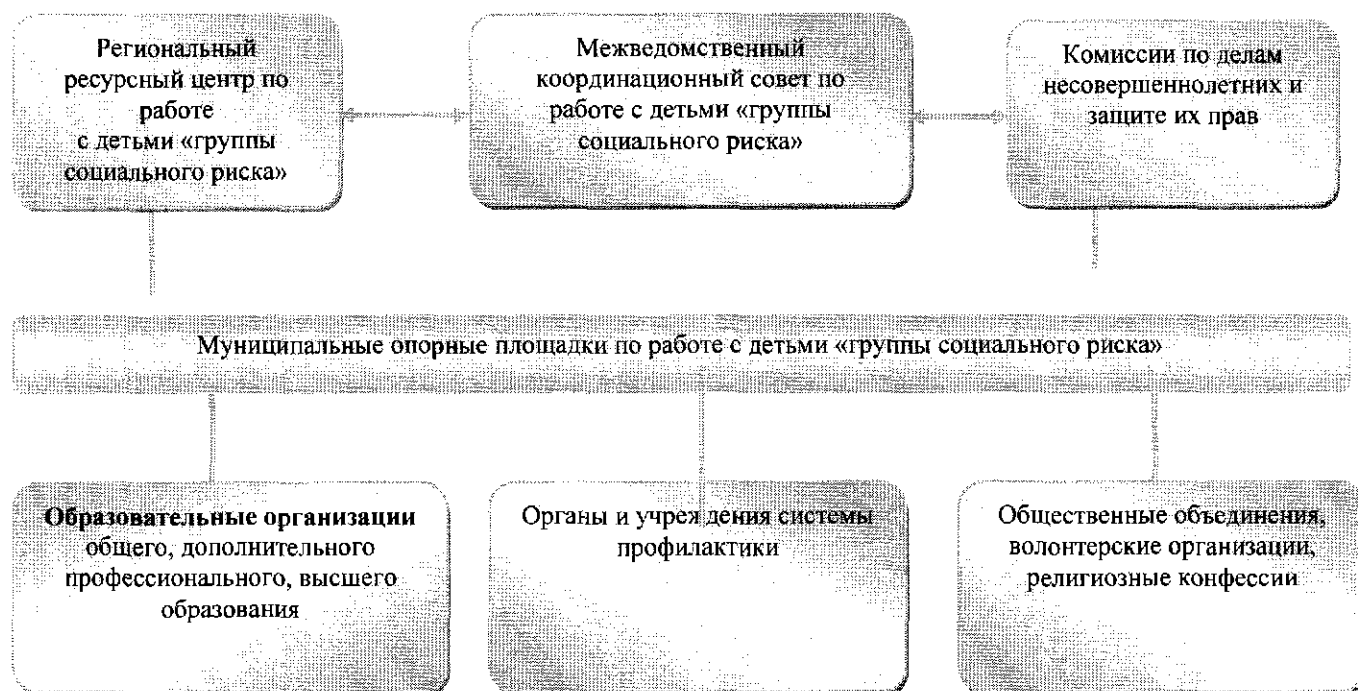 Региональный
ресурсный центр по
работе
с детьми «группы
социального риска»
Межведомственный
координационный совет по
работе с детьми «группы
социального риска»
Комиссии по делам
несовершеннолетних и
защите их прав
Муниципальные опорные площадки по работе с детьми «группы социального риска»
Образовательные организации
общего, дополнительного
профессионального, высшего
образования
Органы и учреждения системы
профилактики
Общественные объединения,
волонтерские организации,
религиозные конфессии